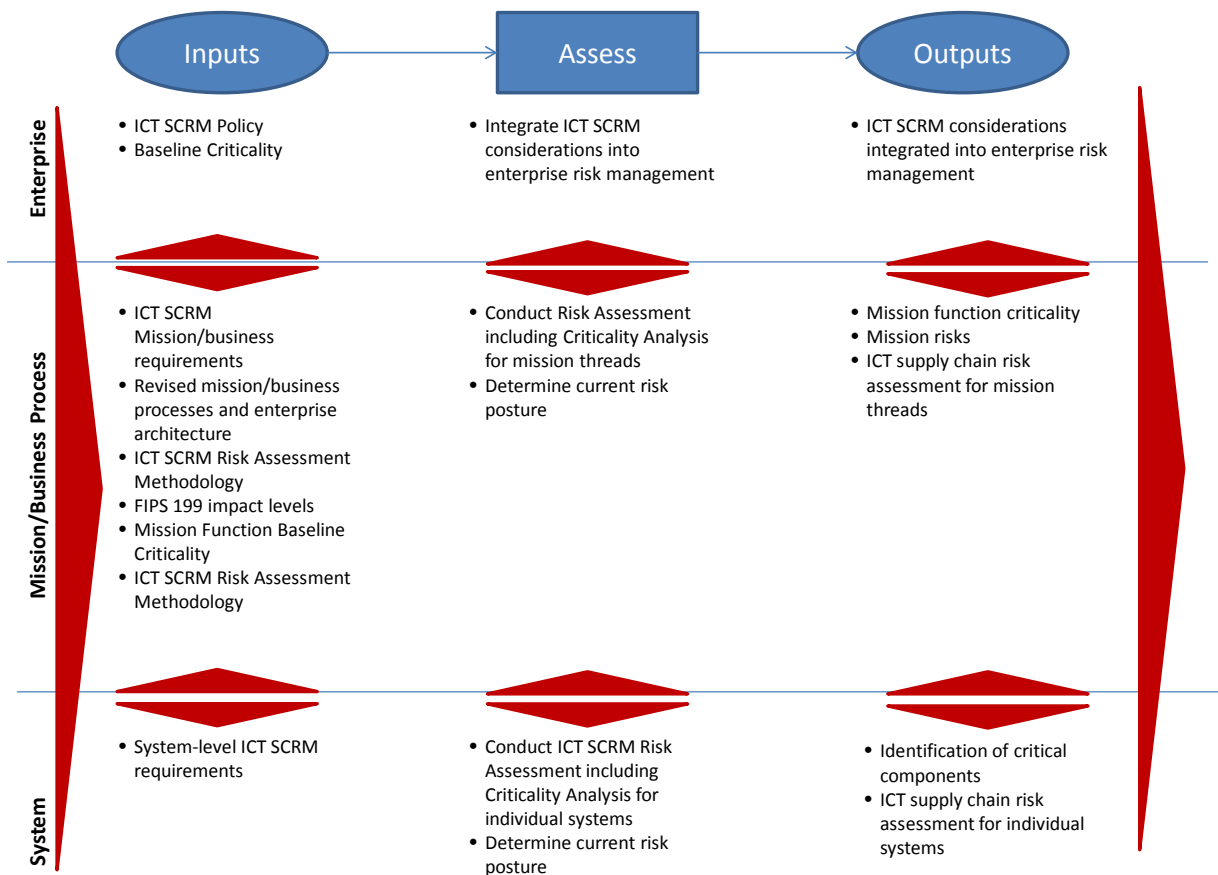 Inputs
Assess
Outputs
Enterprise
• ICT SCRM Policy
• Baseline Criticality
• Integrate ICT SCRM
considerations into
enterprise risk management
• ICT SCRM considerations
integrated into enterprise risk
management
Mission/Business Process
• ICT SCRM
Mission/business
requirements
• Revised mission/business
processes and enterprise
architecture
• ICT SCRM Risk Assessment
Methodology
• FIPS 199 impact levels
• Mission Function Baseline
Criticality
• ICT SCRM Risk Assessment
Methodology
• Conduct Risk Assessment
including Criticality Analysis
for mission threads
• Determine current risk
posture
• Mission function criticality
• Mission risks
• ICT supply chain risk
assessment for mission
threads
System
• System-level ICT SCRM
requirements
• Conduct ICT SCRM Risk
Assessment including
Criticality Analysis for
individual systems
• Determine current risk
posture
• Identification of critical
components
• ICT supply chain risk
assessment for individual
systems